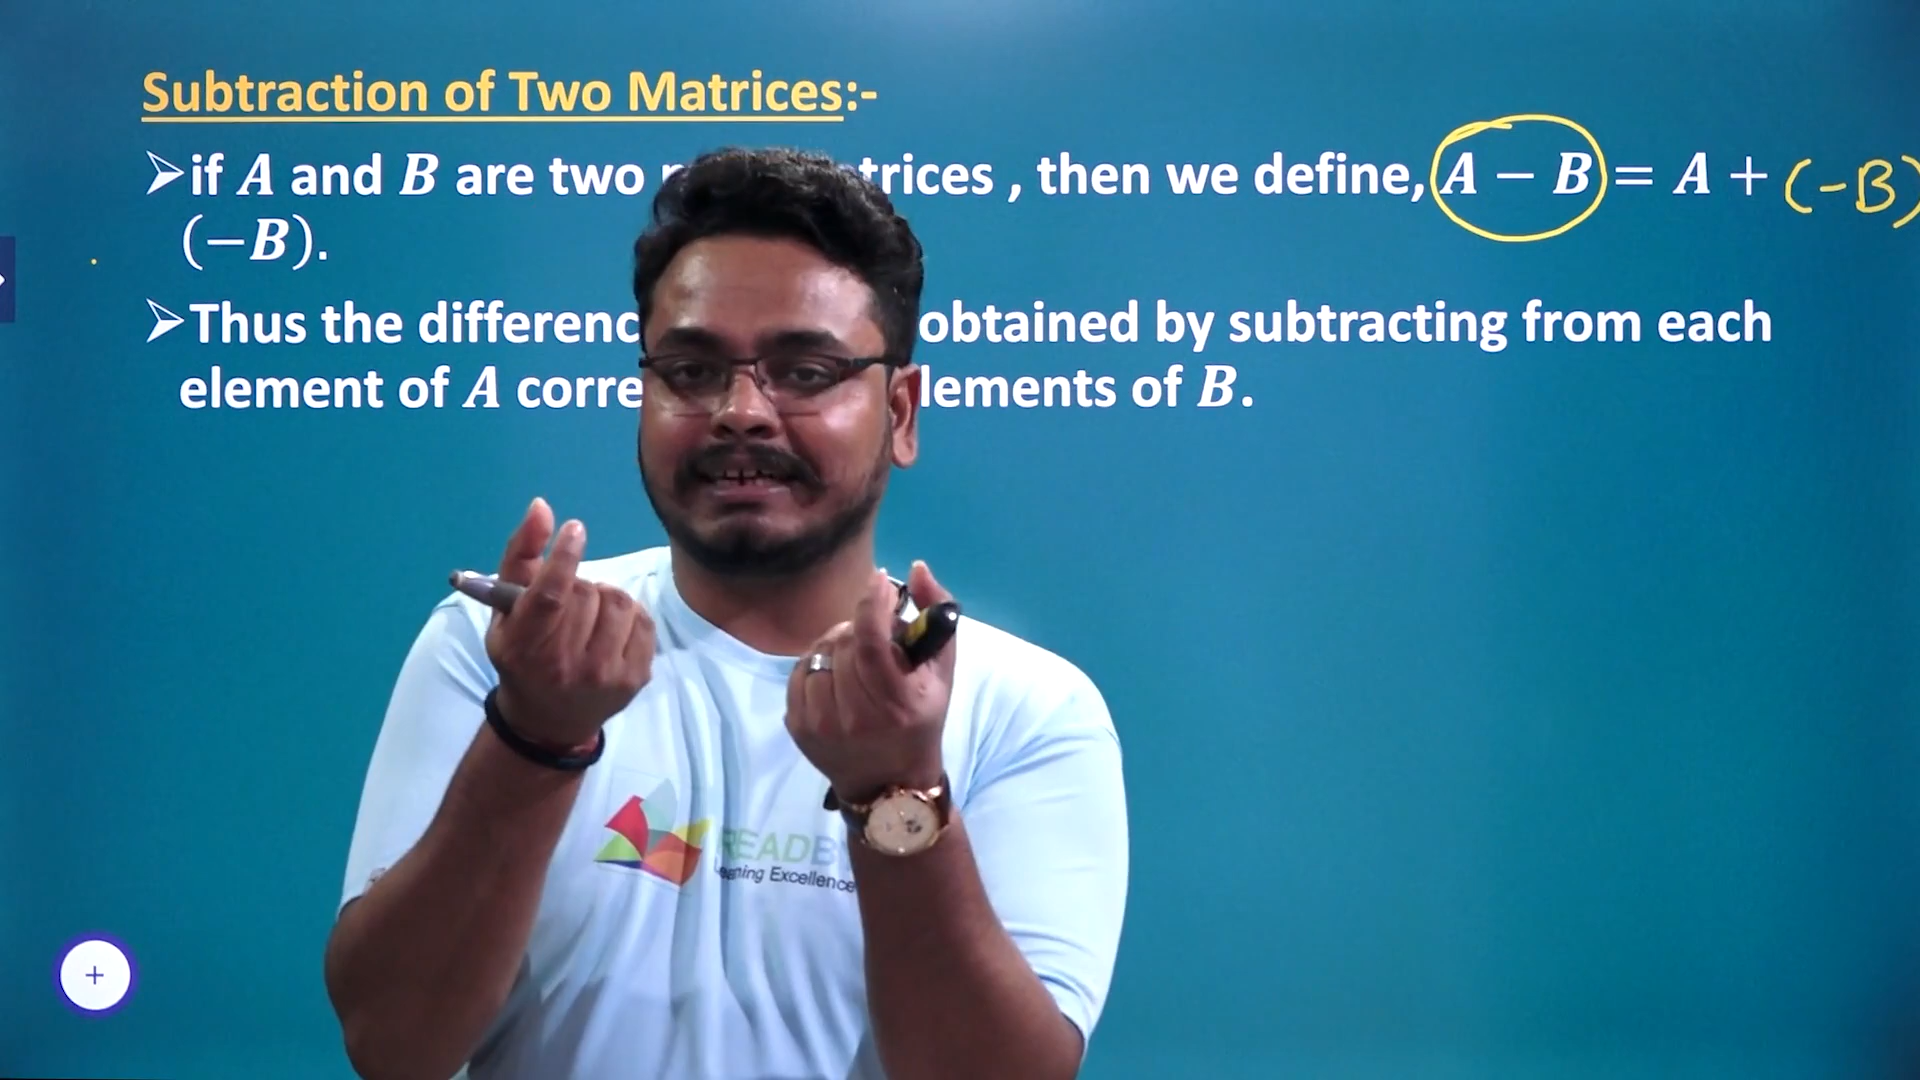 Subtraction of Two Matrices:-
➢if A and B are two trices , then we define, A − B = A + (-B)
(−B).
➢Thus the differenc obtained by subtracting from each
element of A corre lements of B.
READB
Learning Excellence
+